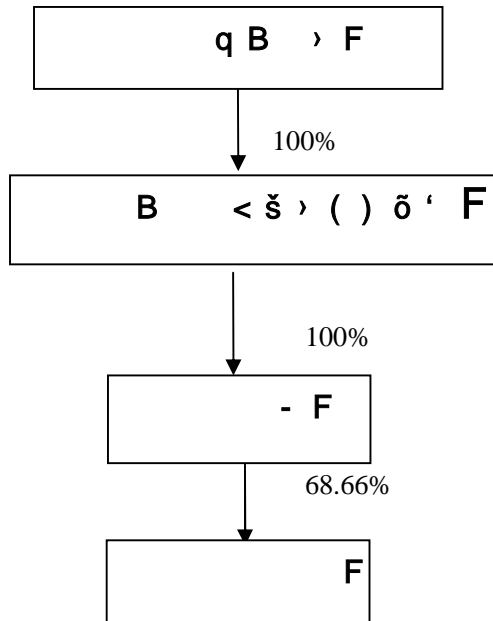 q B › F
100%
B < š › ( ) õ ‘ F
100%
- F
68.66%
F